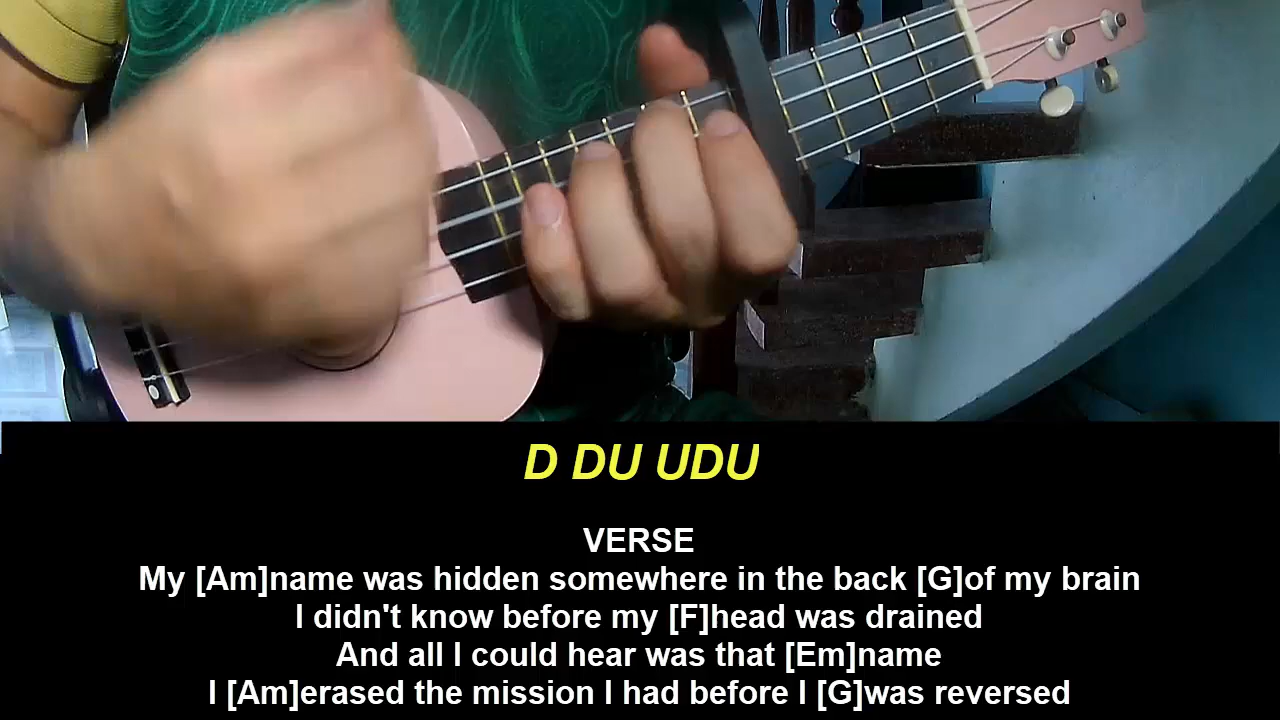 D DU UDU
VERSE
My [Am]name was hidden somewhere in the back [G]of my brain
I didn't know before my [F]head was drained
And all I could hear was that [Em]name
I [Am]erased the mission I had before I [G]was reversed